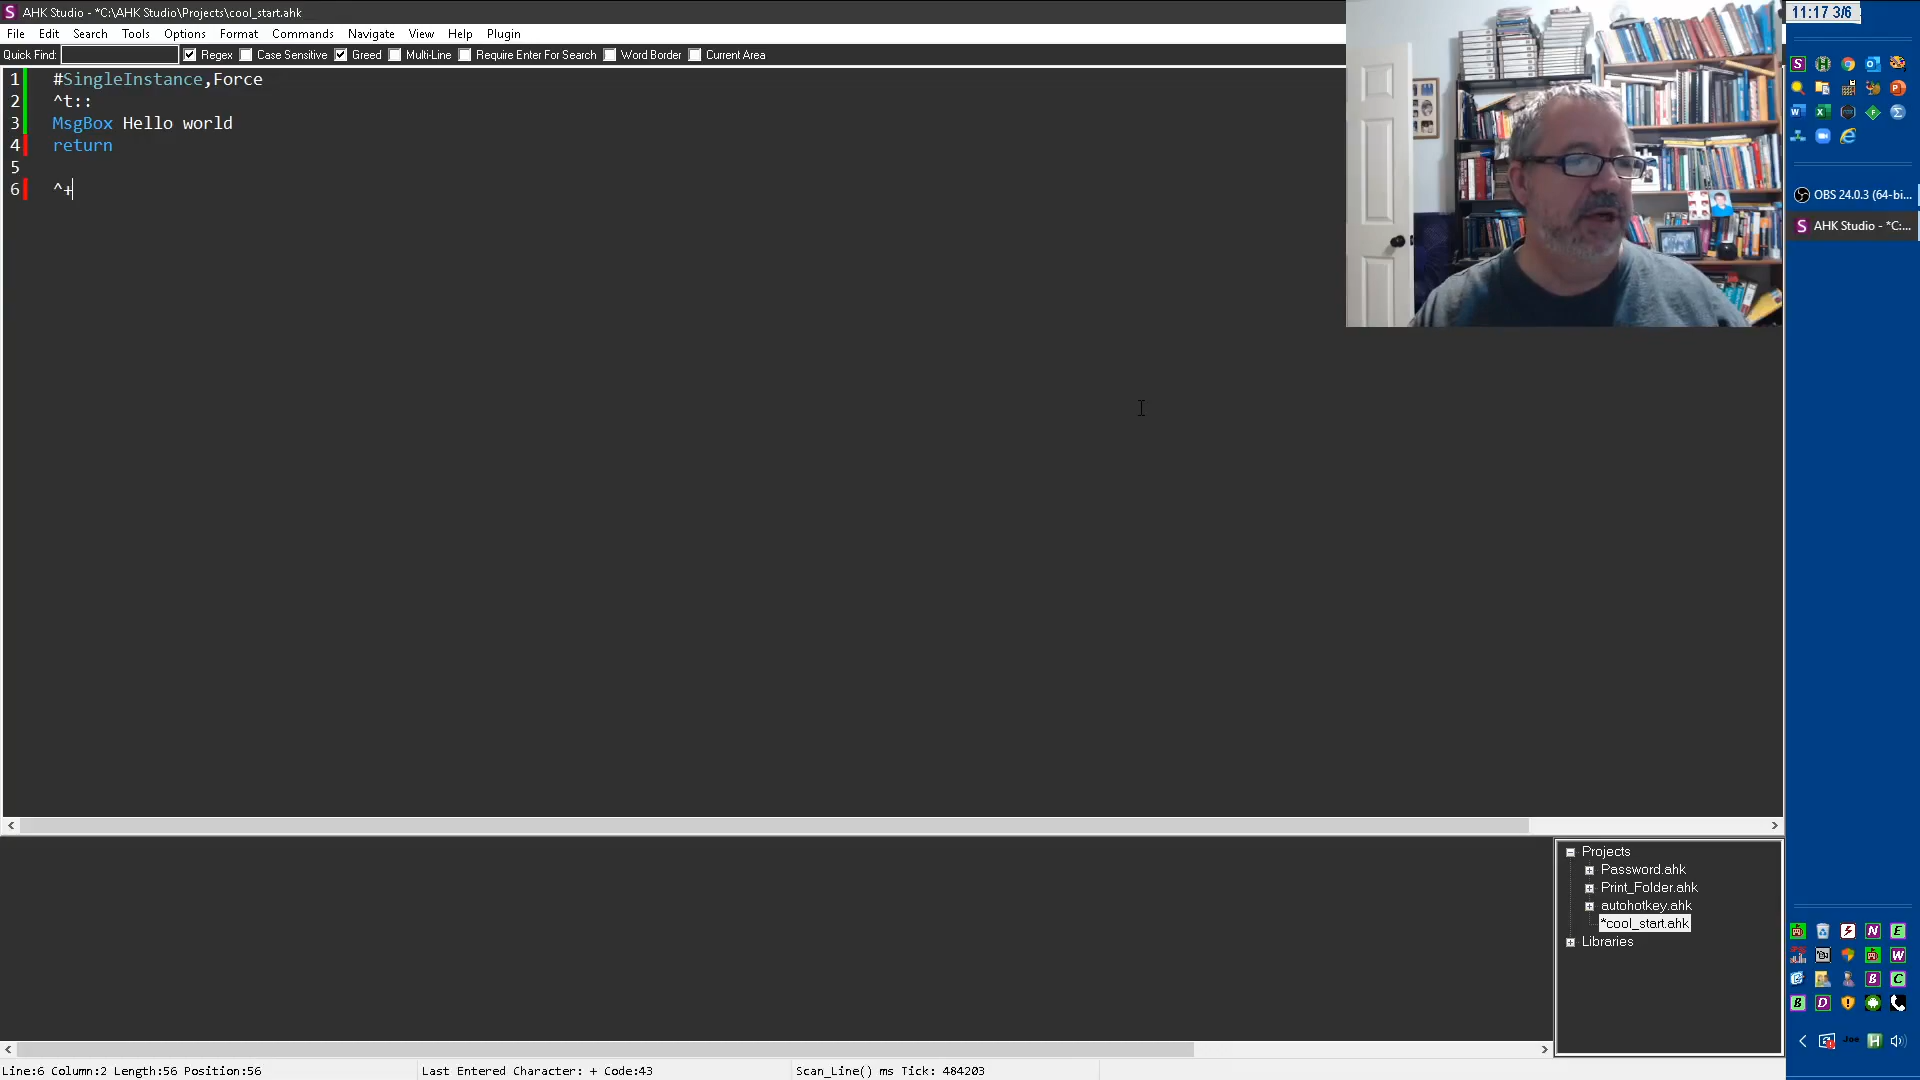 AHK Studio - *C:\AHK Studio\Projects\cool_start.ahk
11:17 3/6
File Edit Search Tools Options Format Commands Navigate View Help Plugin
Quick Find: Regex Case Sensitive Greed Multi-Line Require Enter For Search Word Border Current Area
1 #SingleInstance,Force
2 ^t::
3 MsgBox Hello world
4 return
5
6 ^+
OBS 24.0.3 (64-bi...
AHK Studio - *C:...
Projects
Password.ahk
Print_Folder.ahk
autohotkey.ahk
*cool_start.ahk
Libraries
Joe
Line:6 Column:2 Length:56 Position:56 Last Entered Character: + Code:43 Scan_Line() ms Tick: 484203